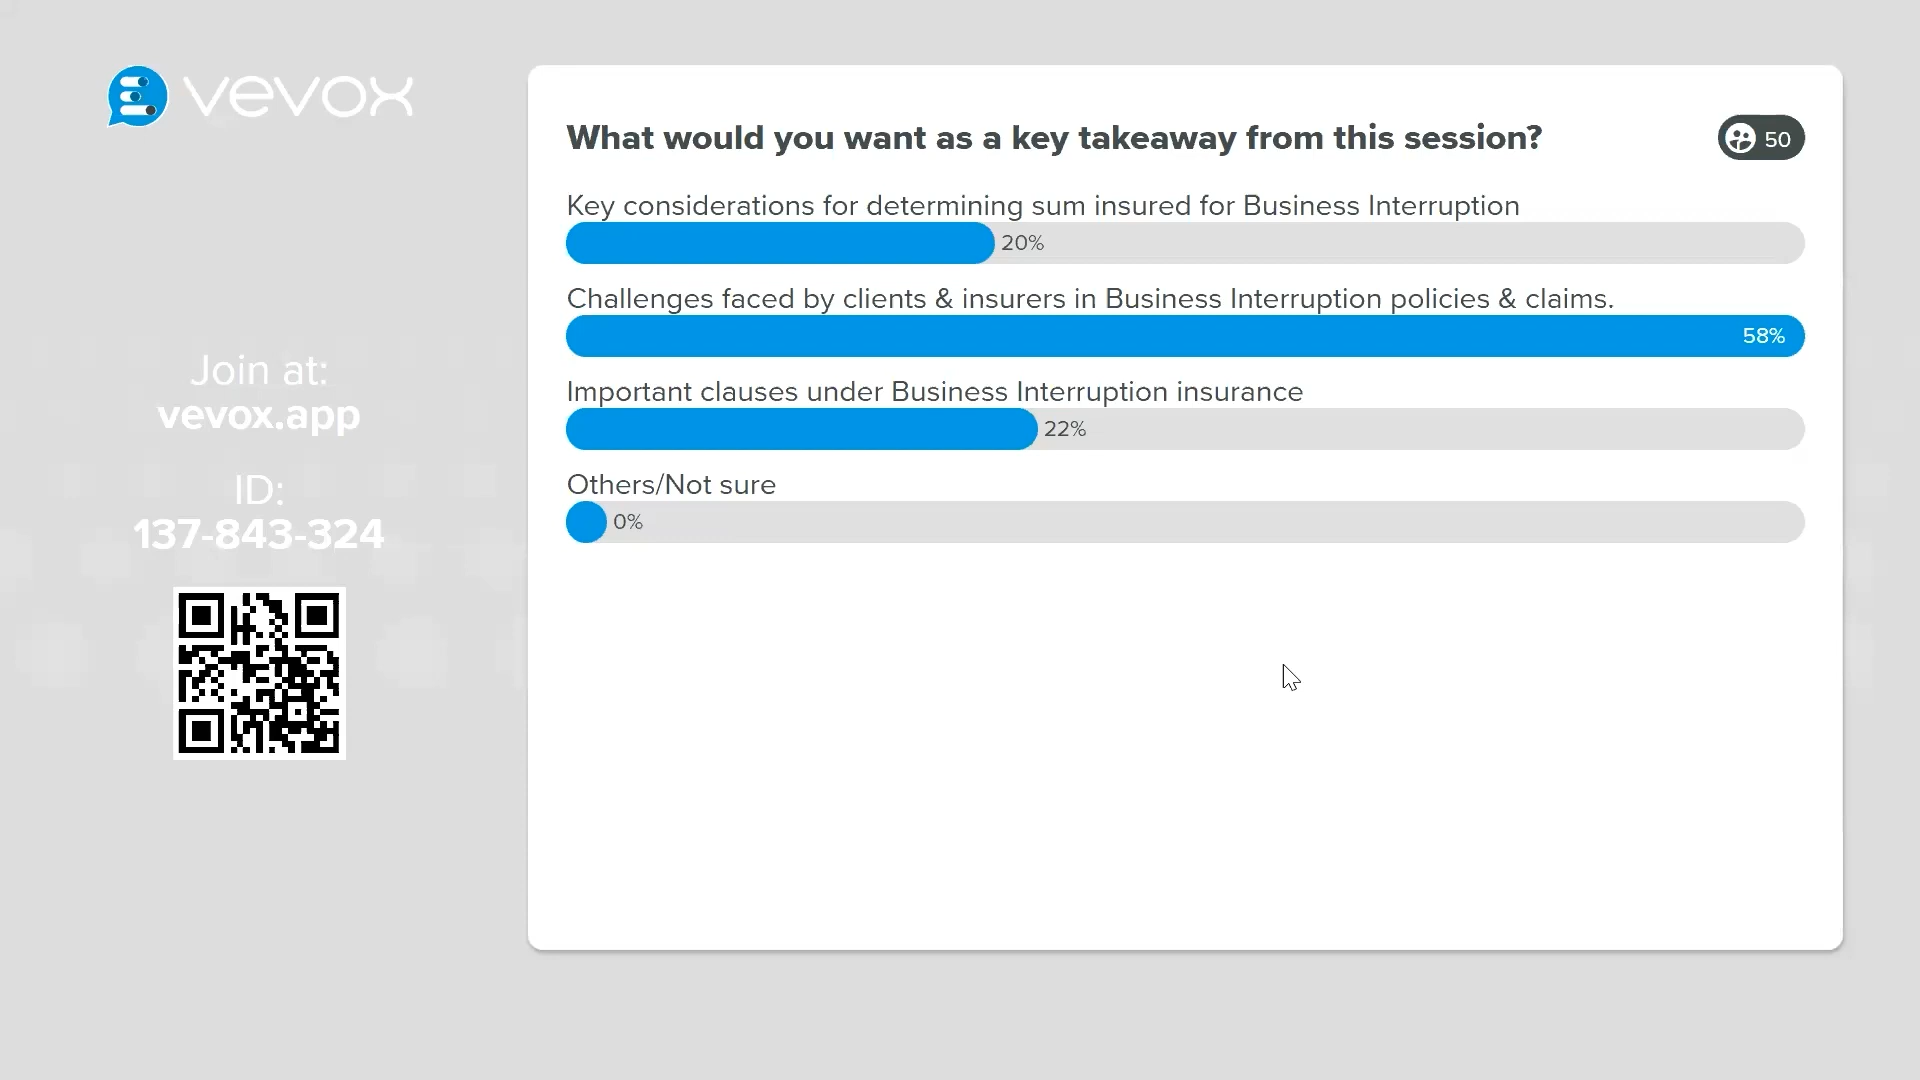 vevox
Join at:
vevox.app
ID:
137-843-324
What would you want as a key takeaway from this session?
50
Key considerations for determining sum insured for Business Interruption
20%
Challenges faced by clients & insurers in Business Interruption policies & claims.
58%
Important clauses under Business Interruption insurance
22%
Others/Not sure
0%